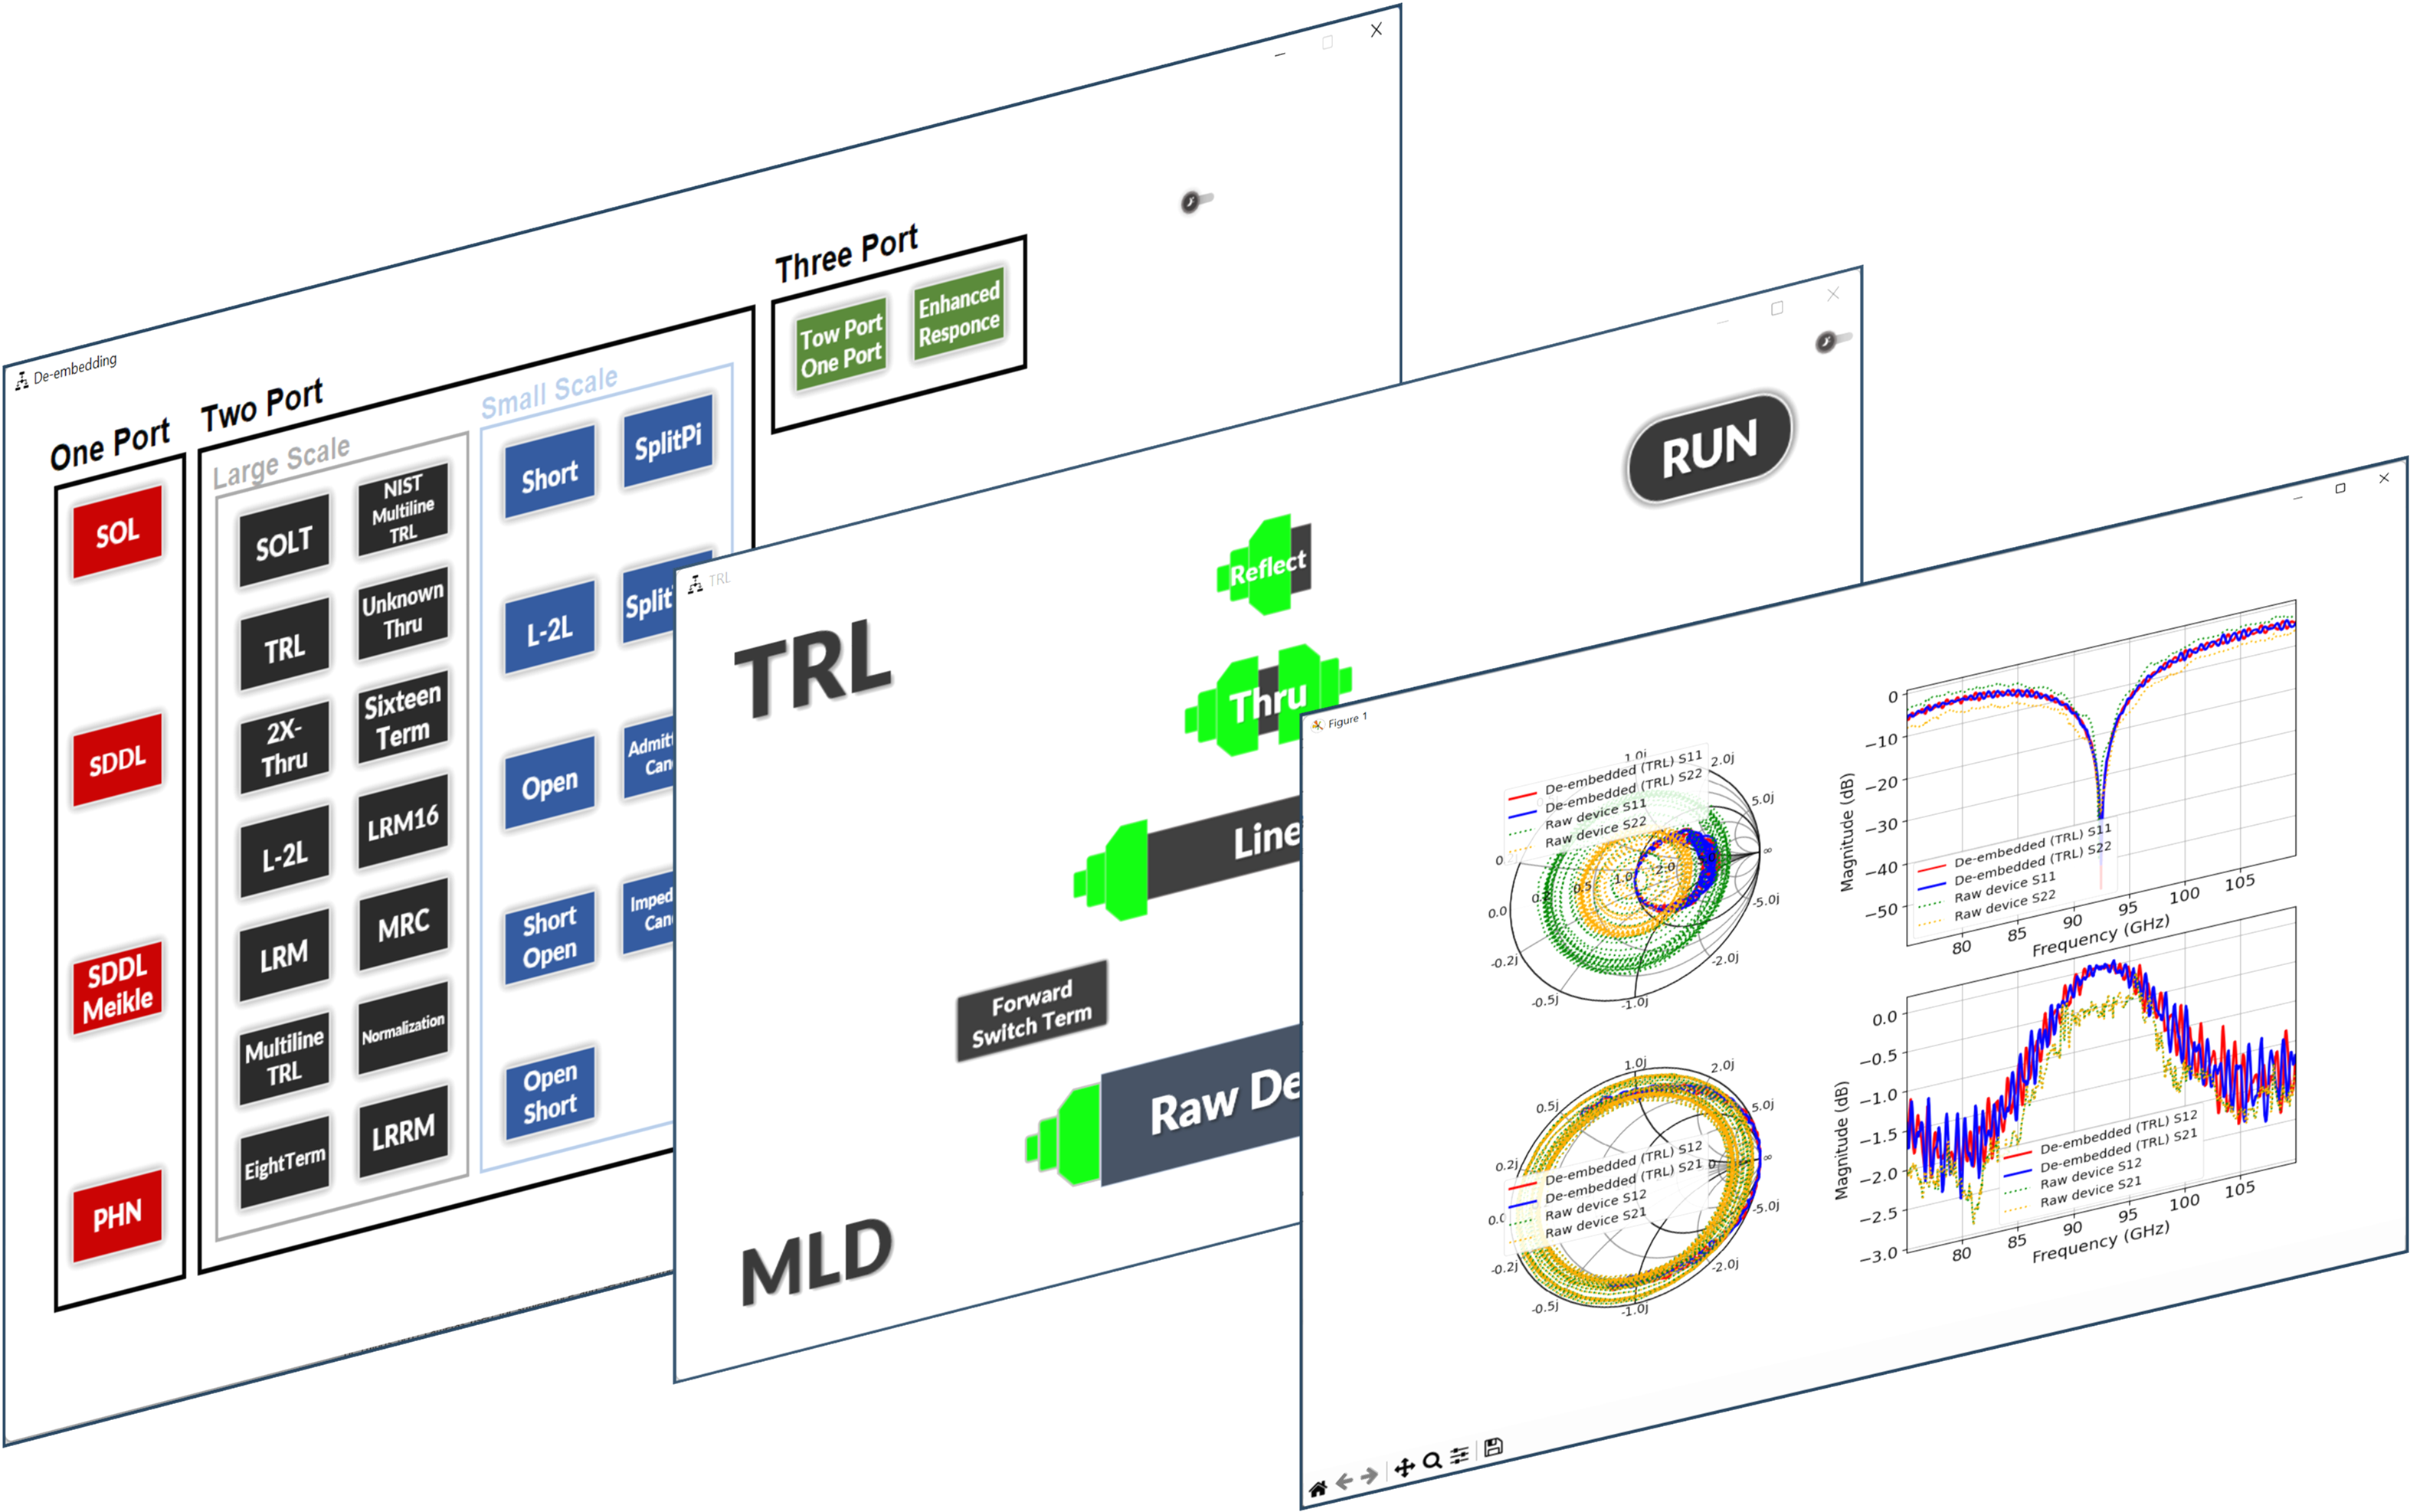 De-embedding
One Port
SOL
SDDL
SDDL
Meikle
PHN
Two Port
Large Scale
SOLT
NIST
Multiline
TRL
TRL
Unknown
Thru
2X-
Thru
Sixteen
Term
L-2L
LRM16
LRM
MRC
Multiline
TRL
Normalization
EightTerm
LRRM
Small Scale
Short
SplitPi
L-2L
Split
Open
Admit
Can
Short
Open
Imped
Can
Open
Short
Three Port
Tow Port
One Port
Enhanced
Responce
TRL
TRL
RUN
Reflect
Thru
Line
Forward
Switch Term
Raw De
MLD
Figure 1
1.0j
2.0j
5.0j
∞
-5.0j
-2.0j
-1.0j
-0.5j
-0.2j
0.0
0.5
1.0
2.0
De-embedded (TRL) S11
De-embedded (TRL) S22
Raw device S11
Raw device S22
Magnitude (dB)
0
−10
−20
−30
−40
−50
De-embedded (TRL) S11
De-embedded (TRL) S22
Raw device S11
Raw device S22
80
85
90
95
100
105
Frequency (GHz)
1.0j
2.0j
0.5j
5.0j
0.2j
∞
-5.0j
-2.0j
-1.0j
-0.5j
-0.2j
De-embedded (TRL) S12
De-embedded (TRL) S21
Raw device S12
Raw device S21
Magnitude (dB)
0.0
−0.5
−1.0
−1.5
−2.0
−2.5
−3.0
De-embedded (TRL) S12
De-embedded (TRL) S21
Raw device S12
Raw device S21
80
85
90
95
100
105
Frequency (GHz)